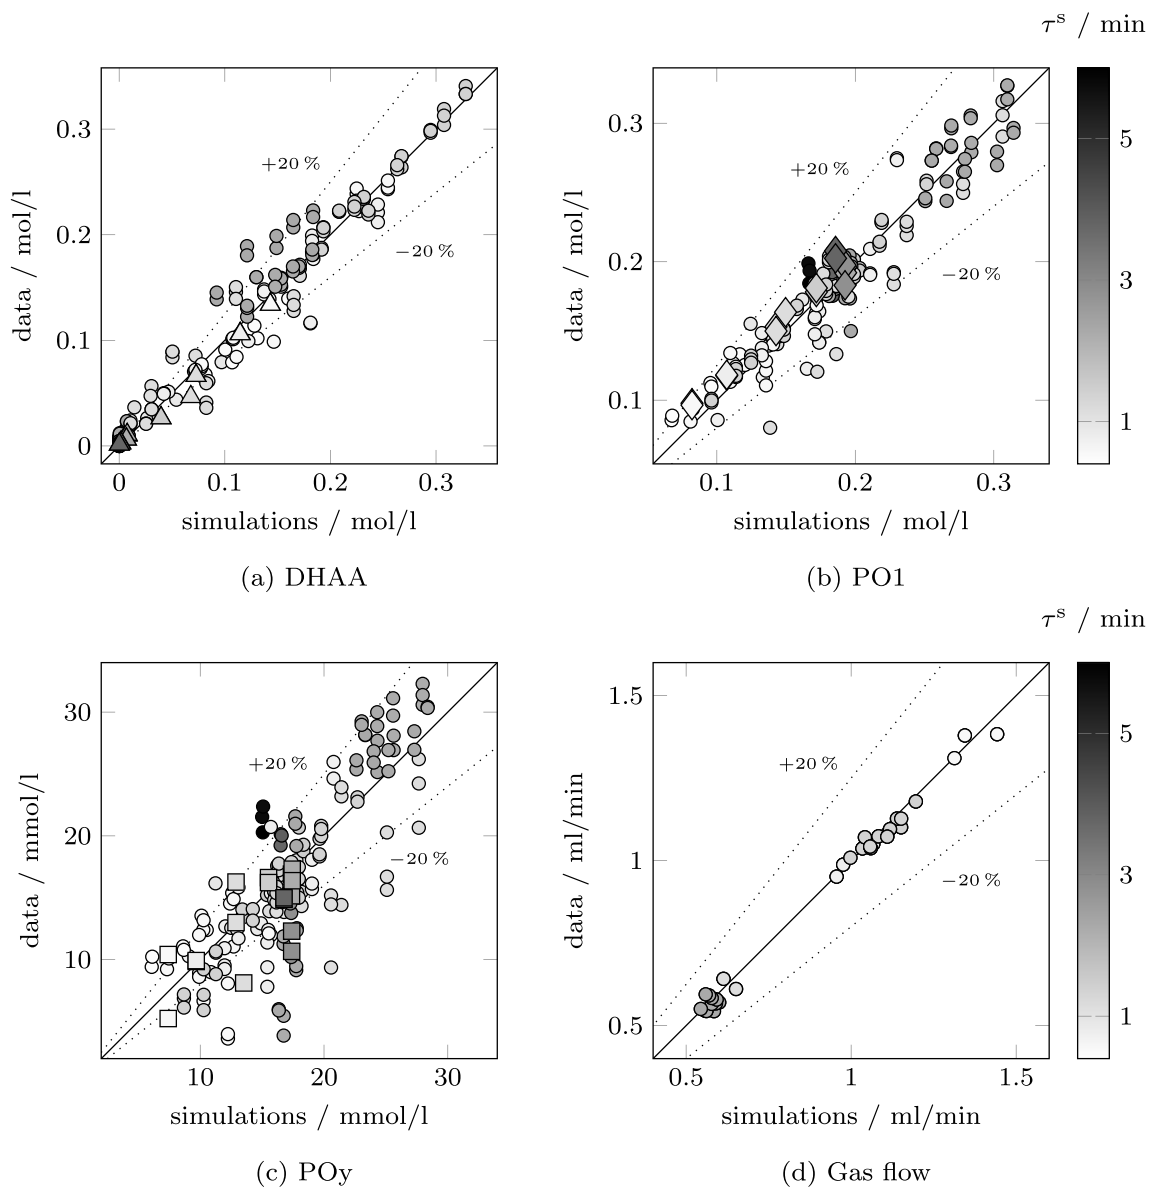 τˢ / min
0.3
0.2
0.1
0
+20 %
−20 %
0 0.1 0.2 0.3
data / mol/l
simulations / mol/l
(a) DHAA
0.3
0.2
0.1
+20 %
−20 %
0.1 0.2 0.3
data / mol/l
simulations / mol/l
(b) PO1
5
3
1
τˢ / min
30
20
10
+20 %
−20 %
10 20 30
data / mmol/l
simulations / mmol/l
(c) POy
1.5
1
0.5
+20 %
−20 %
0.5 1 1.5
data / ml/min
simulations / ml/min
(d) Gas flow
5
3
1